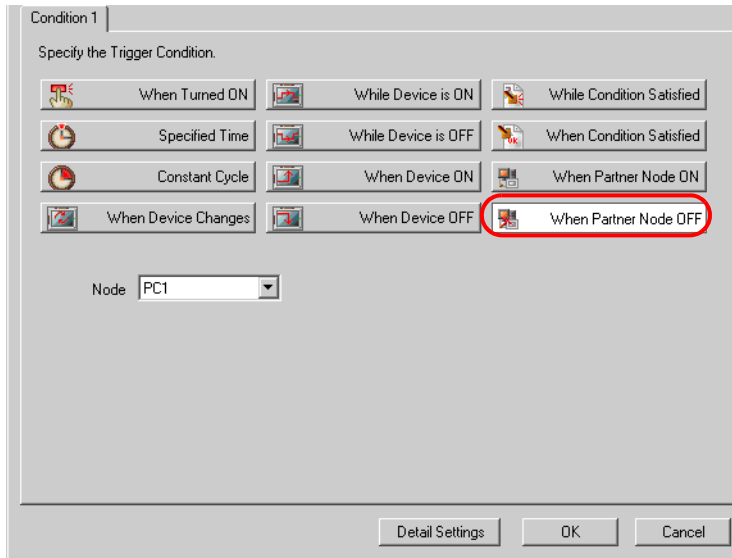 Condition 1
Specify the Trigger Condition.
When Turned ON While Device is ON While Condition Satisfied
Specified Time While Device is OFF When Condition Satisfied
Constant Cycle When Device ON When Partner Node ON
When Device Changes When Device OFF When Partner Node OFF
Node PC1
Detail Settings OK Cancel